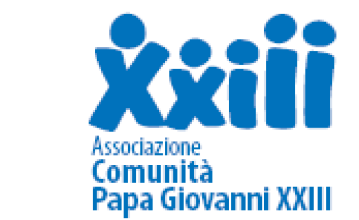 Xxiii
Associazione
Comunità
Papa Giovanni XXIII